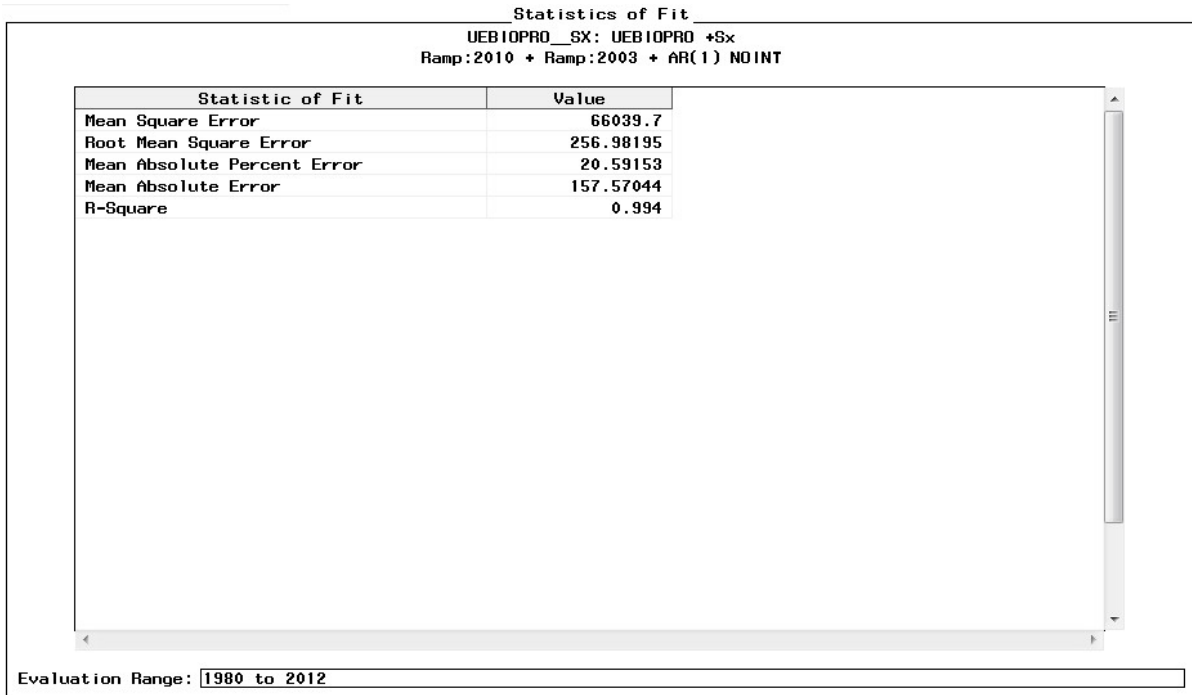 Statistics of Fit
UEBIOPRO__SX: UEBIOPRO +Sx
Ramp:2010 + Ramp:2003 + AR(1) NOINT
Statistic of Fit Value
Mean Square Error 66039.7
Root Mean Square Error 256.98195
Mean Absolute Percent Error 20.59153
Mean Absolute Error 157.57044
R-Square 0.994
Evaluation Range: 1980 to 2012